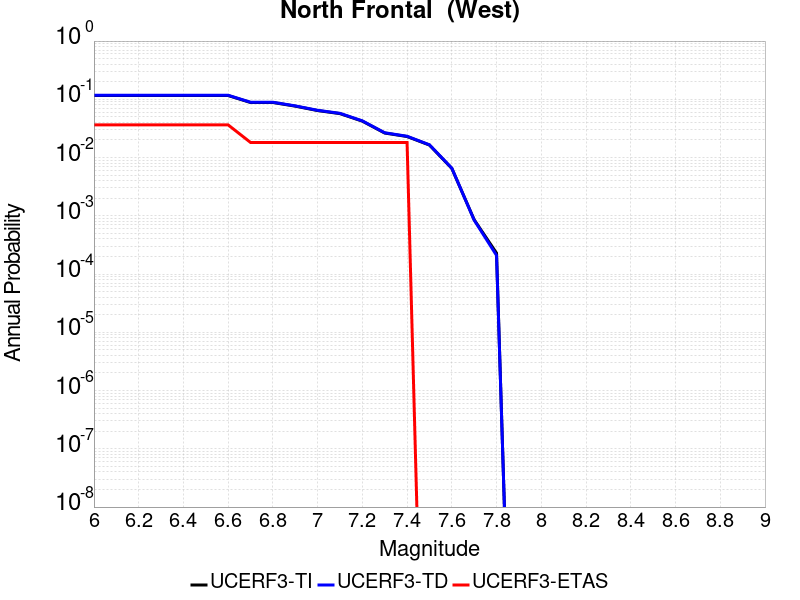 North Frontal  (West)
Annual Probability
10^0
10^-1
10^-2
10^-3
10^-4
10^-5
10^-6
10^-7
10^-8
6 6.2 6.4 6.6 6.8 7 7.2 7.4 7.6 7.8 8 8.2 8.4 8.6 8.8 9
Magnitude
UCERF3-TI UCERF3-TD UCERF3-ETAS